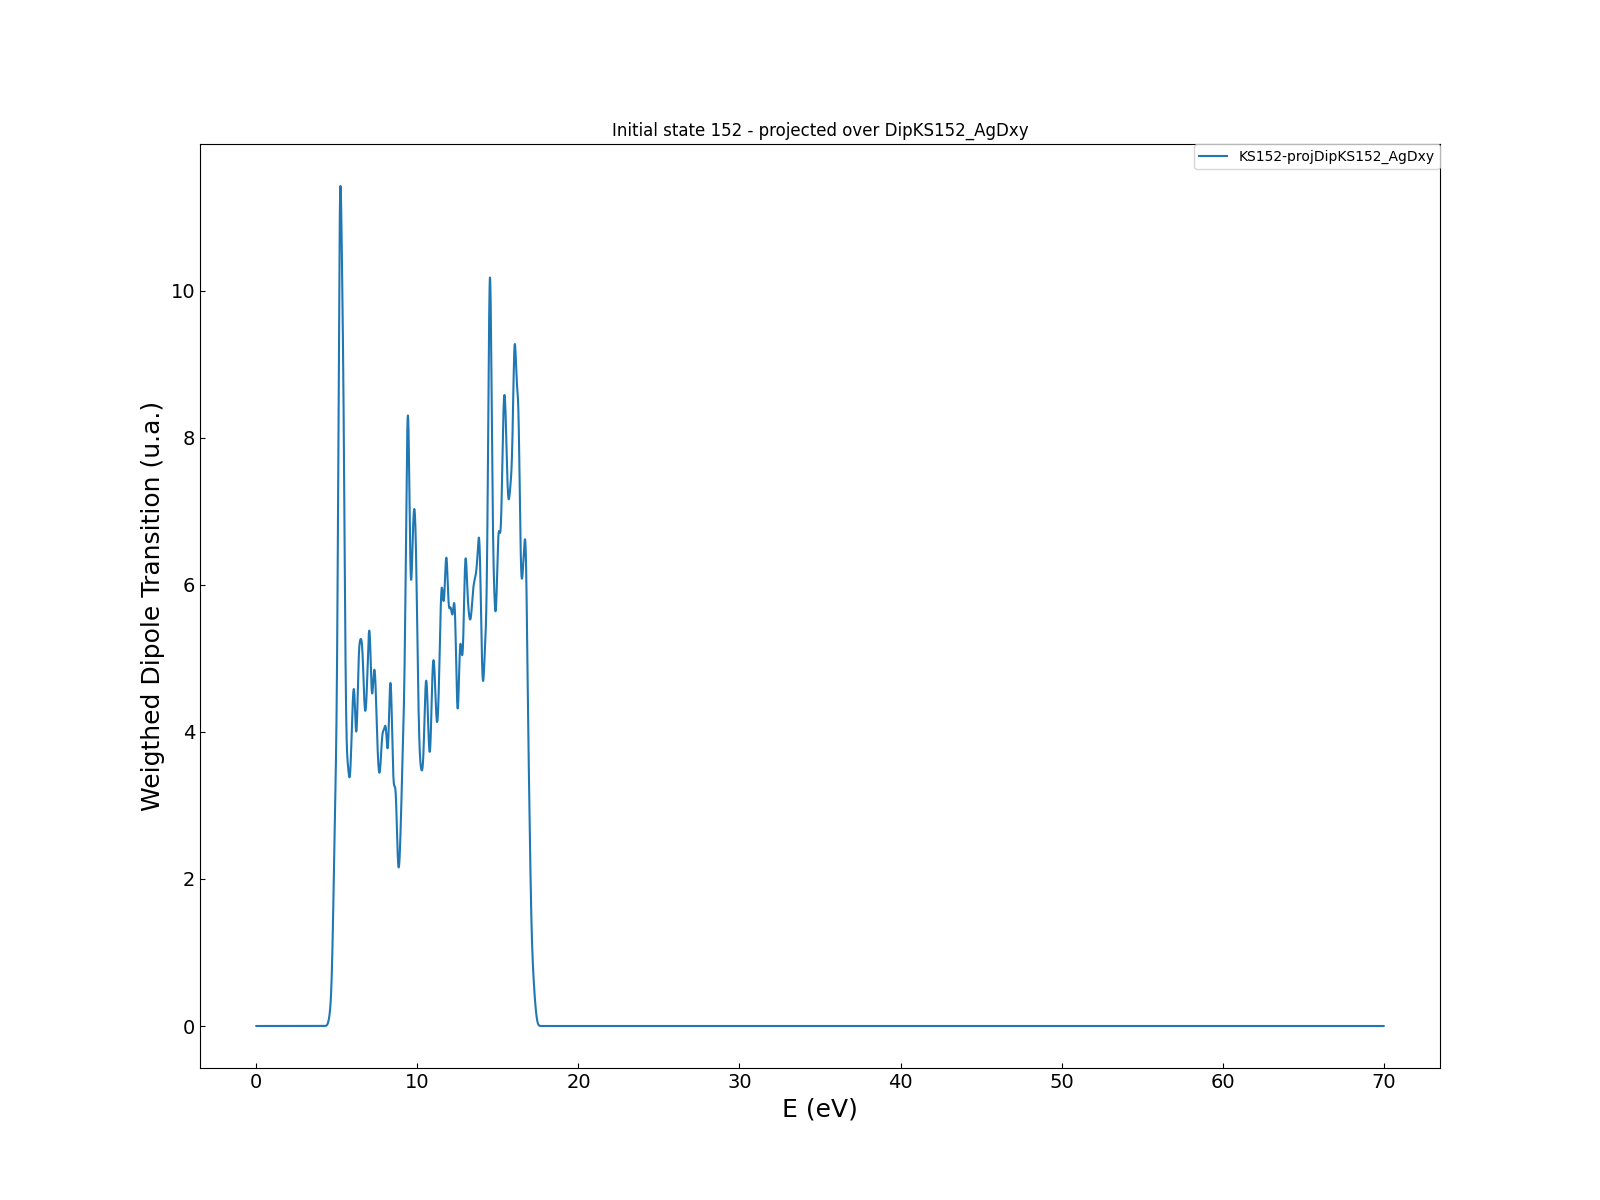 Initial state 152 - projected over DipKS152_AgDxy
KS152-projDipKS152_AgDxy
Weigthed Dipole Transition (u.a.)
10
8
6
4
2
0
0 10 20 30 40 50 60 70
E (eV)